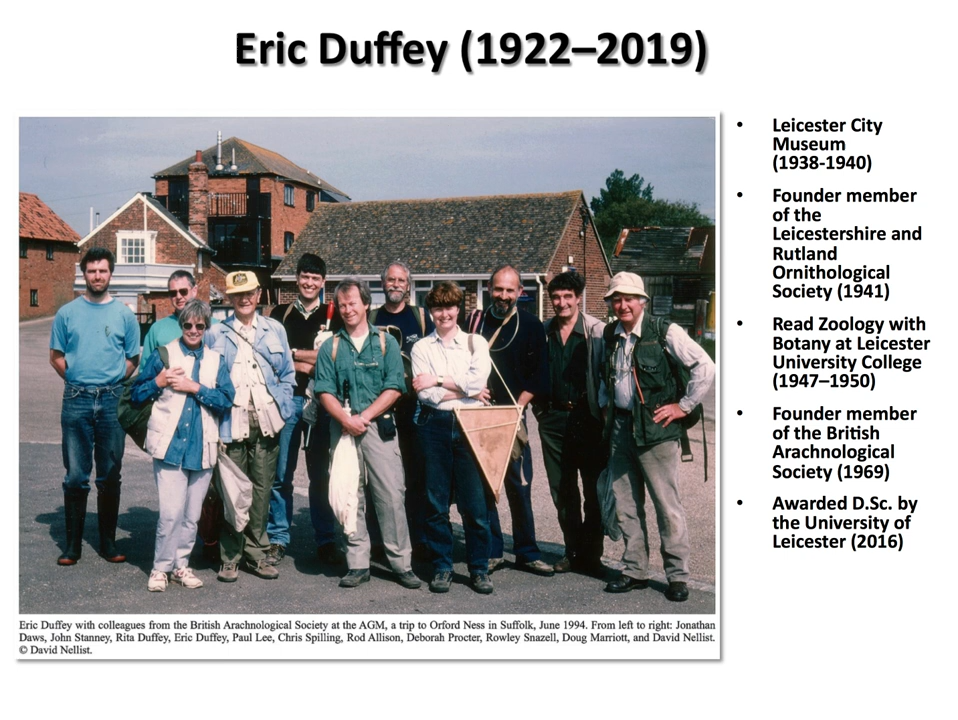 Eric Duffey (1922–2019)
Eric Duffey with colleagues from the British Arachnological Society at the AGM, a trip to Orford Ness in Suffolk, June 1994. From left to right: Jonathan
Daws, John Stanney, Rita Duffey, Eric Duffey, Paul Lee, Chris Spilling, Rod Allison, Deborah Procter, Rowley Snazell, Doug Marriott, and David Nellist.
© David Nellist.
• Leicester City
Museum
(1938-1940)
• Founder member
of the
Leicestershire and
Rutland
Ornithological
Society (1941)
• Read Zoology with
Botany at Leicester
University College
(1947–1950)
• Founder member
of the British
Arachnological
Society (1969)
• Awarded D.Sc. by
the University of
Leicester (2016)